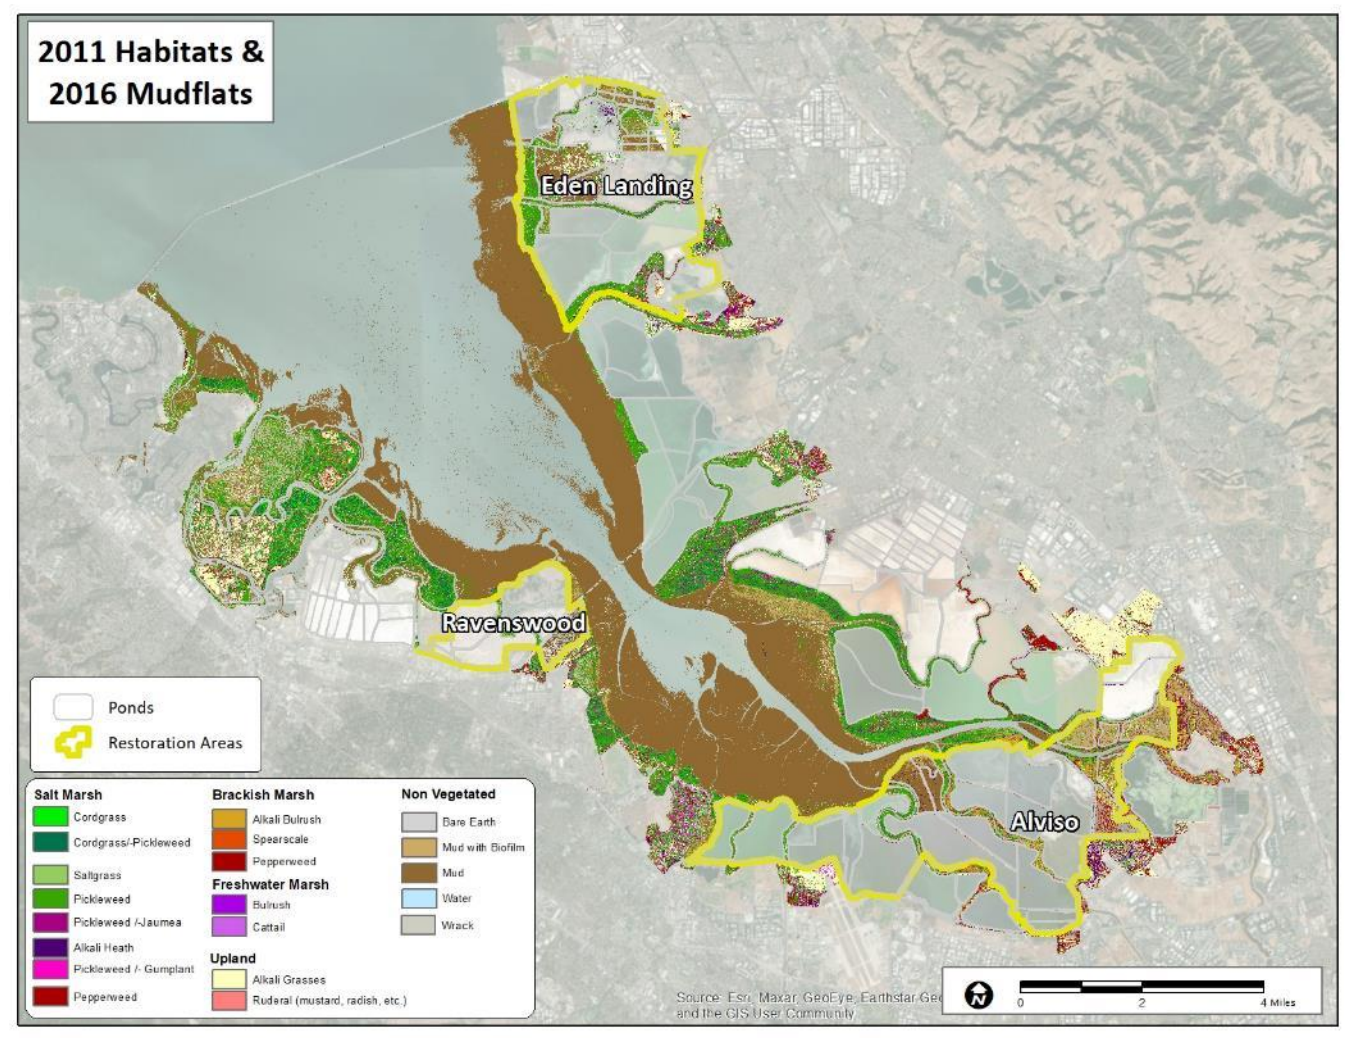 2011 Habitats &
2016 Mudflats
Eden Landing
Ravenswood
Alviso
Ponds
Restoration Areas
Salt Marsh
Cordgrass
Cordgrass/-Pickleweed
Saltgrass
Pickleweed
Pickleweed /-Jaumea
Alkali Heath
Pickleweed /- Gumplant
Pepperweed
Brackish Marsh
Alkali Bulrush
Spearscale
Pepperweed
Freshwater Marsh
Bulrush
Cattail
Upland
Alkali Grasses
Ruderal (mustard, radish, etc.)
Non Vegetated
Bare Earth
Mud with Biofilm
Mud
Water
Wrack
Source: Esri, Maxar, GeoEye, Earthstar Geo
and the GIS User Community
N
0 2 4 Miles